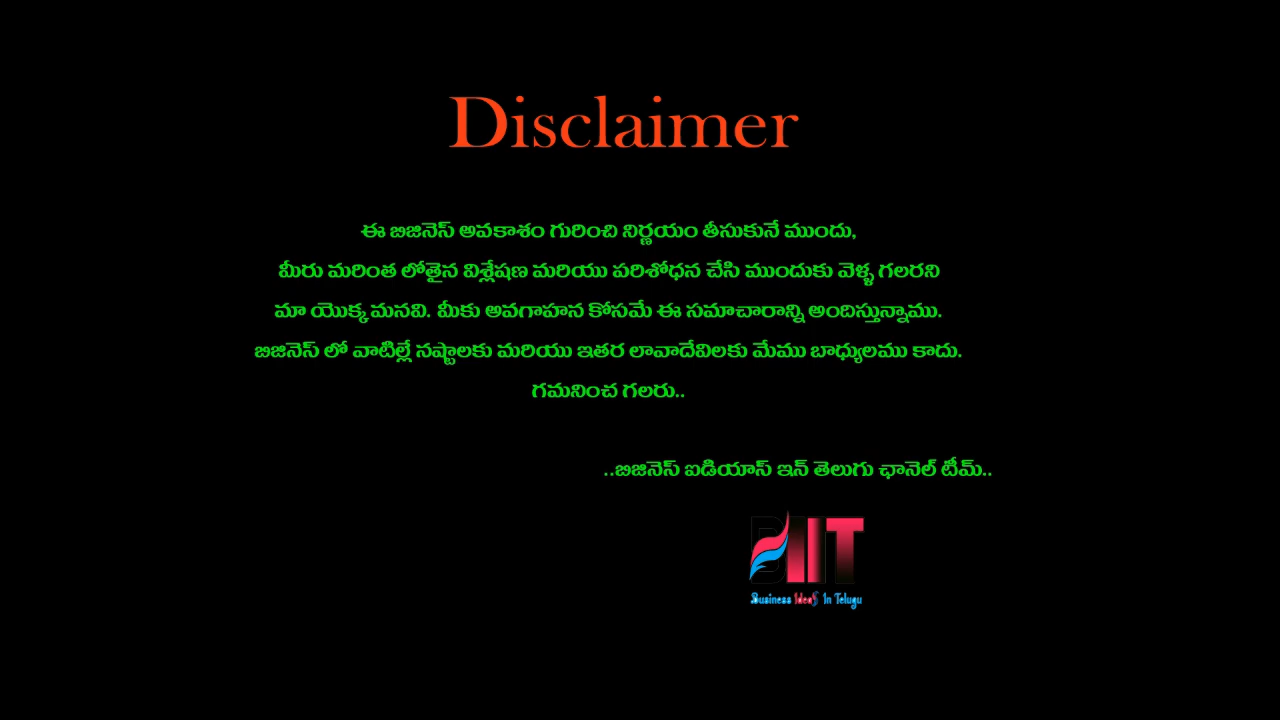 Disclaimer
ఈ బిజినెస్ అవకాశం గురించి నిర్ణయం తీసుకునే ముందు,
మీరు మరింత లోతైన విశ్లేషణ మరియు పరిశోధన చేసి ముందుకు వెళ్ళ గలరని
మా యొక్క మనవి. మీకు అవగాహన కోసమే ఈ సమాచారాన్ని అందిస్తున్నాము.
బిజినెస్ లో వాటిల్లే నష్టాలకు మరియు ఇతర లావాదేవిలకు మేము బాధ్యులము కాదు.
గమనించ గలరు..
..బిజినెస్ ఐడియాస్ ఇన్ తెలుగు ఛానెల్ టీమ్..
BIIT
Business Ideas In Telugu